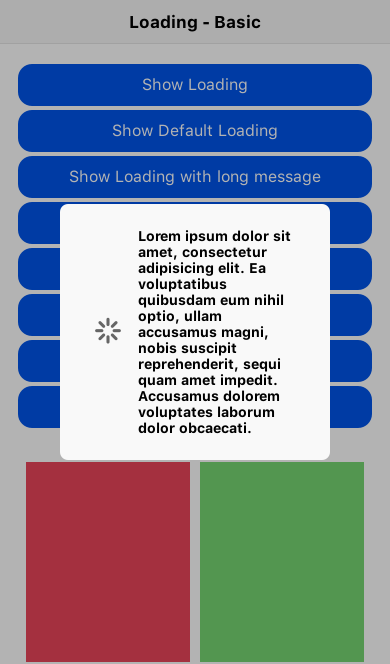 Loading - Basic
Show Loading
Show Default Loading
Show Loading with long message
Lorem ipsum dolor sit
amet, consectetur
adipisicing elit. Ea
voluptatibus
quibusdam eum nihil
optio, ullam
accusamus magni,
nobis suscipit
reprehenderit, sequi
quam amet impedit.
Accusamus dolorem
voluptates laborum
dolor obcaecati.